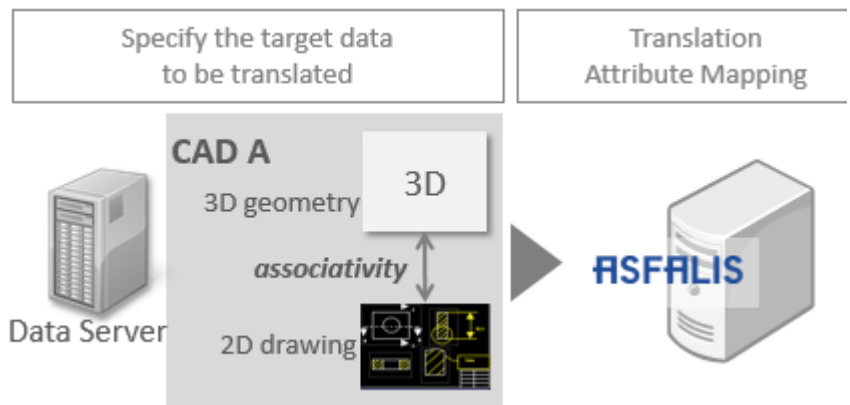 Specify the target data
to be translated
Translation
Attribute Mapping
CAD A
3D geometry
3D
associativity
2D drawing
Data Server
ASFALIS